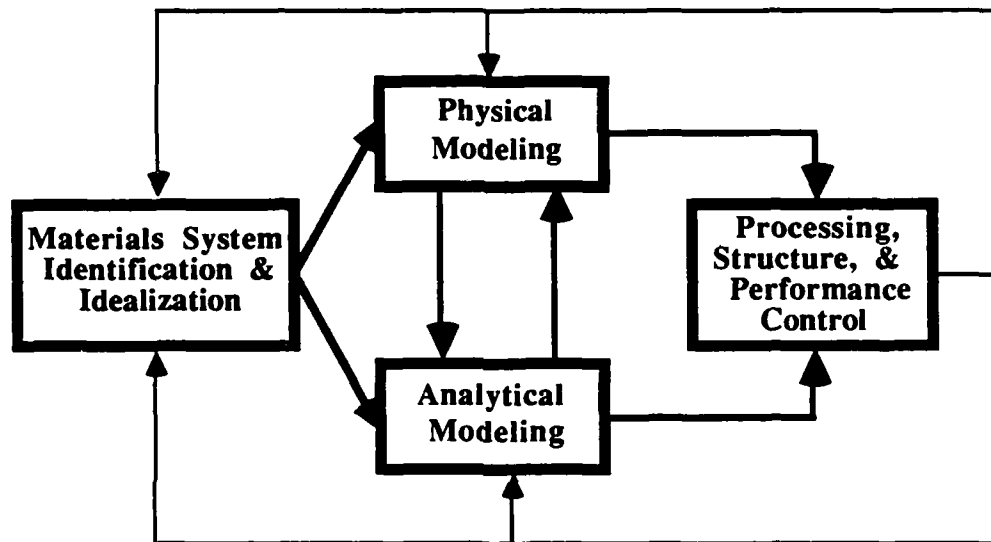 Physical
Modeling
Materials System
Identification &
Idealization
Processing,
Structure, &
Performance
Control
Analytical
Modeling